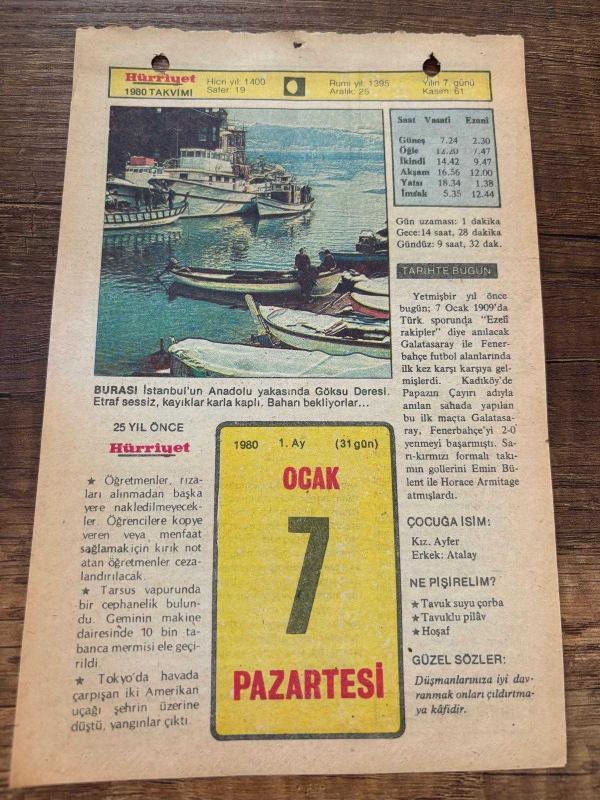 Hürriyet
1980 TAKVİMİ
Hicri yıl: 1400
Safer: 19
Rumi yıl: 1395
Aralık: 25
Yılın 7. günü
Kasım: 61
Saat Vasatî Ezanî
Güneş 7.24 2.30
Öğle 12.20 7.47
İkindi 14.42 9.47
Akşam 16.56 12.00
Yatsı 18.34 1.38
İmsak 5.35 12.44
Gün uzaması: 1 dakika
Gece:14 saat, 28 dakika
Gündüz: 9 saat, 32 dak.
TARİHTE BUGÜN
Yetmişbir yıl önce
bugün; 7 Ocak 1909'da
Türk sporunda "Ezelî
rakipler" diye anılacak
Galatasaray ile Fener-
bahçe futbol alanlarında
ilk kez karşı karşıya gel-
mişlerdi. Kadıköy'de
Papazın Çayırı adıyla
anılan sahada yapılan
bu ilk maçta Galatasa-
ray, Fenerbahçe'yi 2-0
yenmeyi başarmıştı. Sa-
rı-kırmızı formalı takı-
mın gollerini Emin Bü-
lent ile Horace Armitage
atmışlardı.
BURASI İstanbul'un Anadolu yakasında Göksu Deresi.
Etraf sessiz, kayıklar karla kaplı. Baharı bekliyorlar...
25 YIL ÖNCE
Hürriyet
★ Öğretmenler, rıza-
ları alınmadan başka
yere nakledilmeyecek-
ler. Öğrencilere kopye
veren veya menfaat
sağlamak için kırık not
atan öğretmenler ceza-
landırılacak.
★ Tarsus vapurunda
bir cephanelik bulun-
du. Geminin makine
dairesinde 10 bin ta-
banca mermisi ele geçi-
rildi.
★ Tokyo'da havada
çarpışan iki Amerikan
uçağı şehrin üzerine
düştü, yangınlar çıktı.
1980 1. Ay (31 gün)
OCAK
7
PAZARTESİ
ÇOCUĞA İSİM:
Kız. Ayfer
Erkek: Atalay
NE PİŞİRELİM?
★ Tavuk suyu çorba
★ Tavuklu pilâv
★ Hoşaf
GÜZEL SÖZLER:
Düşmanlarınıza iyi dav-
ranmak onları çıldırtma-
ya kâfidir.